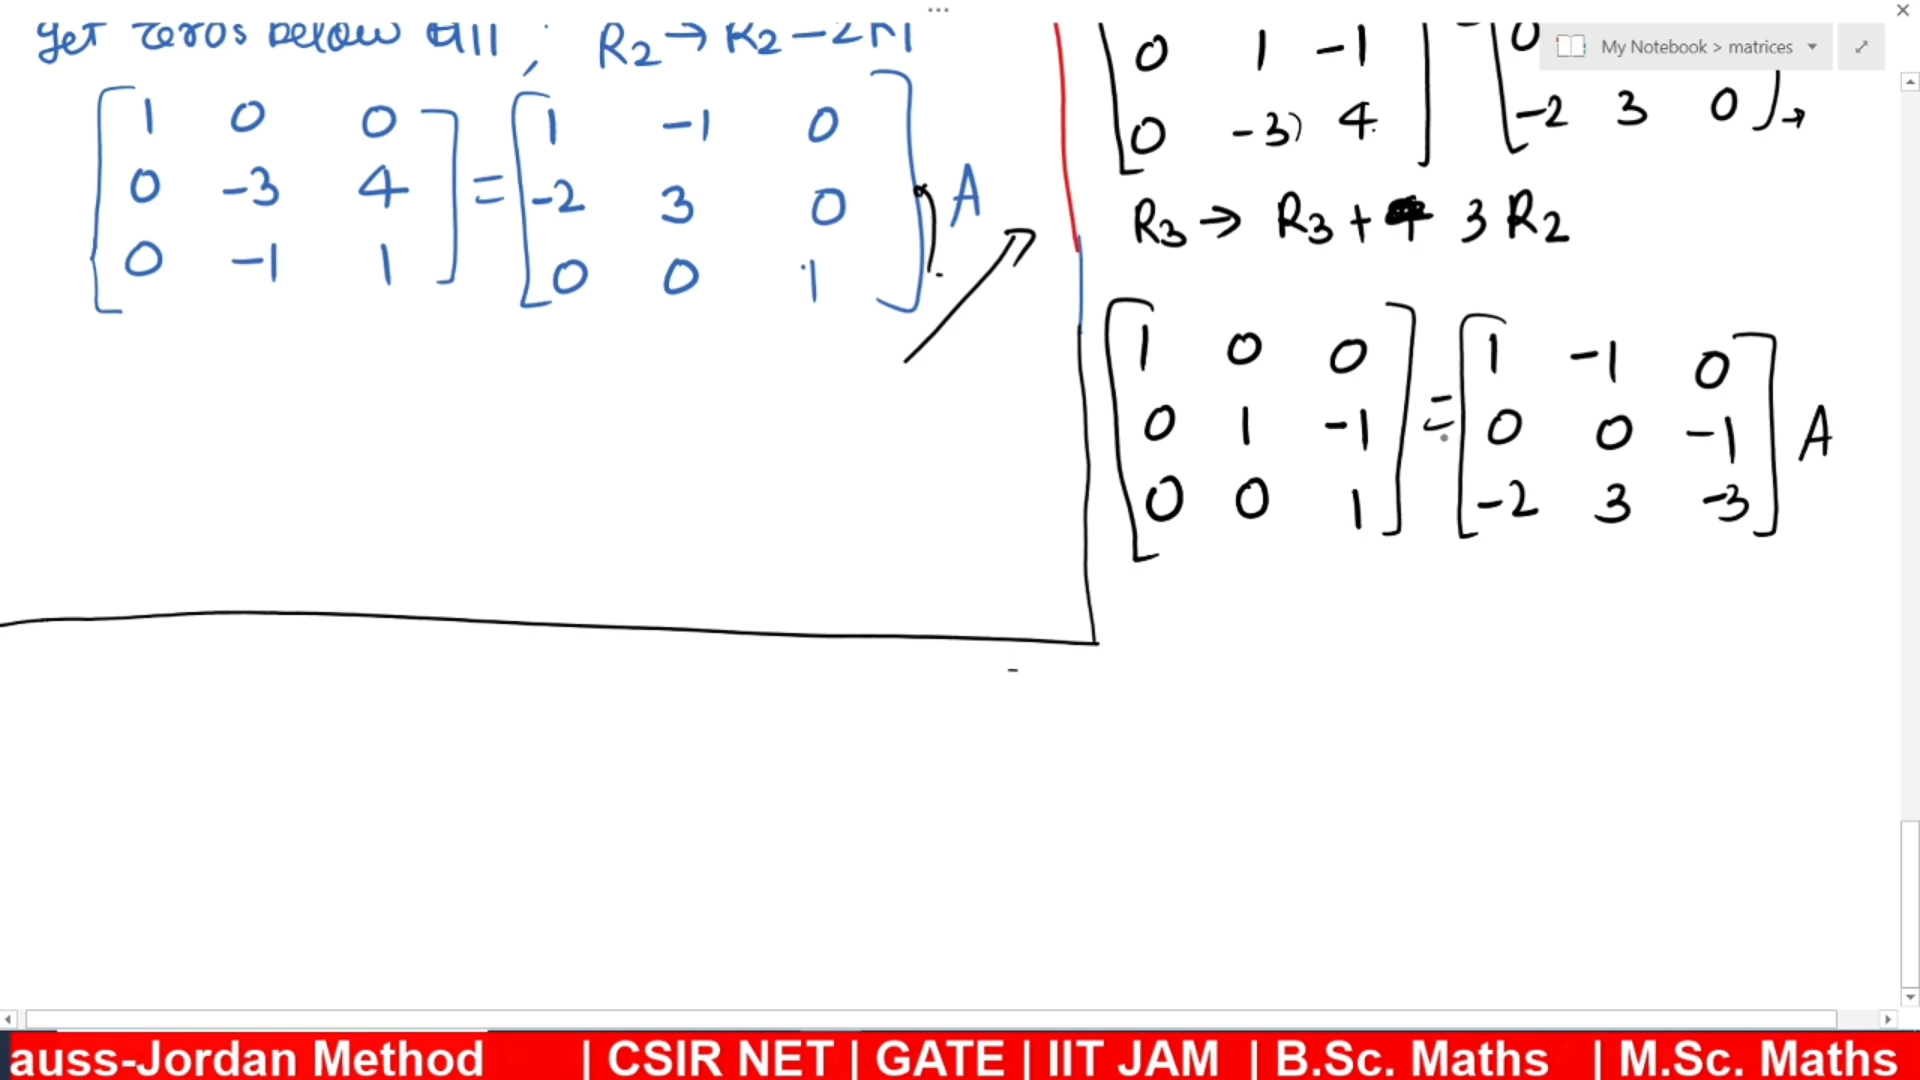 get zeros below a11 ; R2 → R2 - 2R1
1 0 0
0 -3 4
0 -1 1
=
1 -1 0
-2 3 0
0 0 1
A
0 1 -1
0 -3 4
=
0
-2 3 0
R3 → R3 + 3 R2
1 0 0
0 1 -1
0 0 1
=
1 -1 0
0 0 -1
-2 3 -3
A
My Notebook > matrices
auss-Jordan Method | CSIR NET | GATE | IIT JAM | B.Sc. Maths | M.Sc. Maths